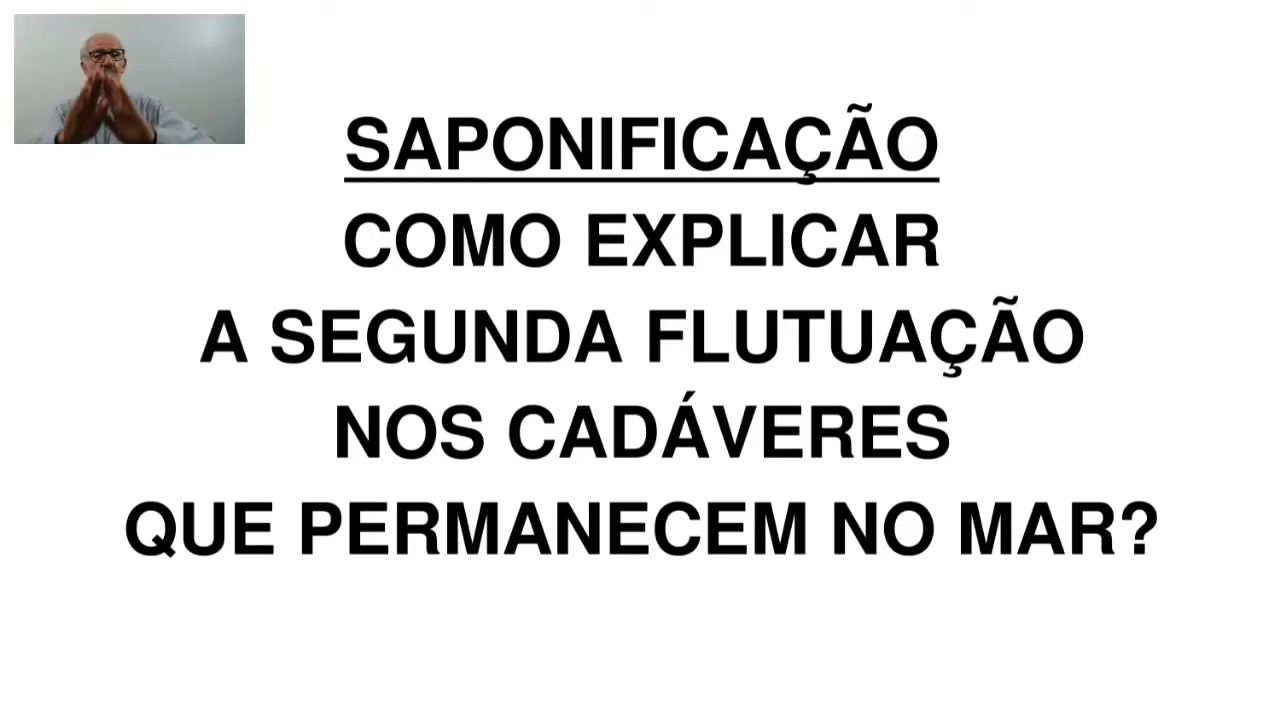 SAPONIFICAÇÃO
COMO EXPLICAR
A SEGUNDA FLUTUAÇÃO
NOS CADÁVERES
QUE PERMANECEM NO MAR?